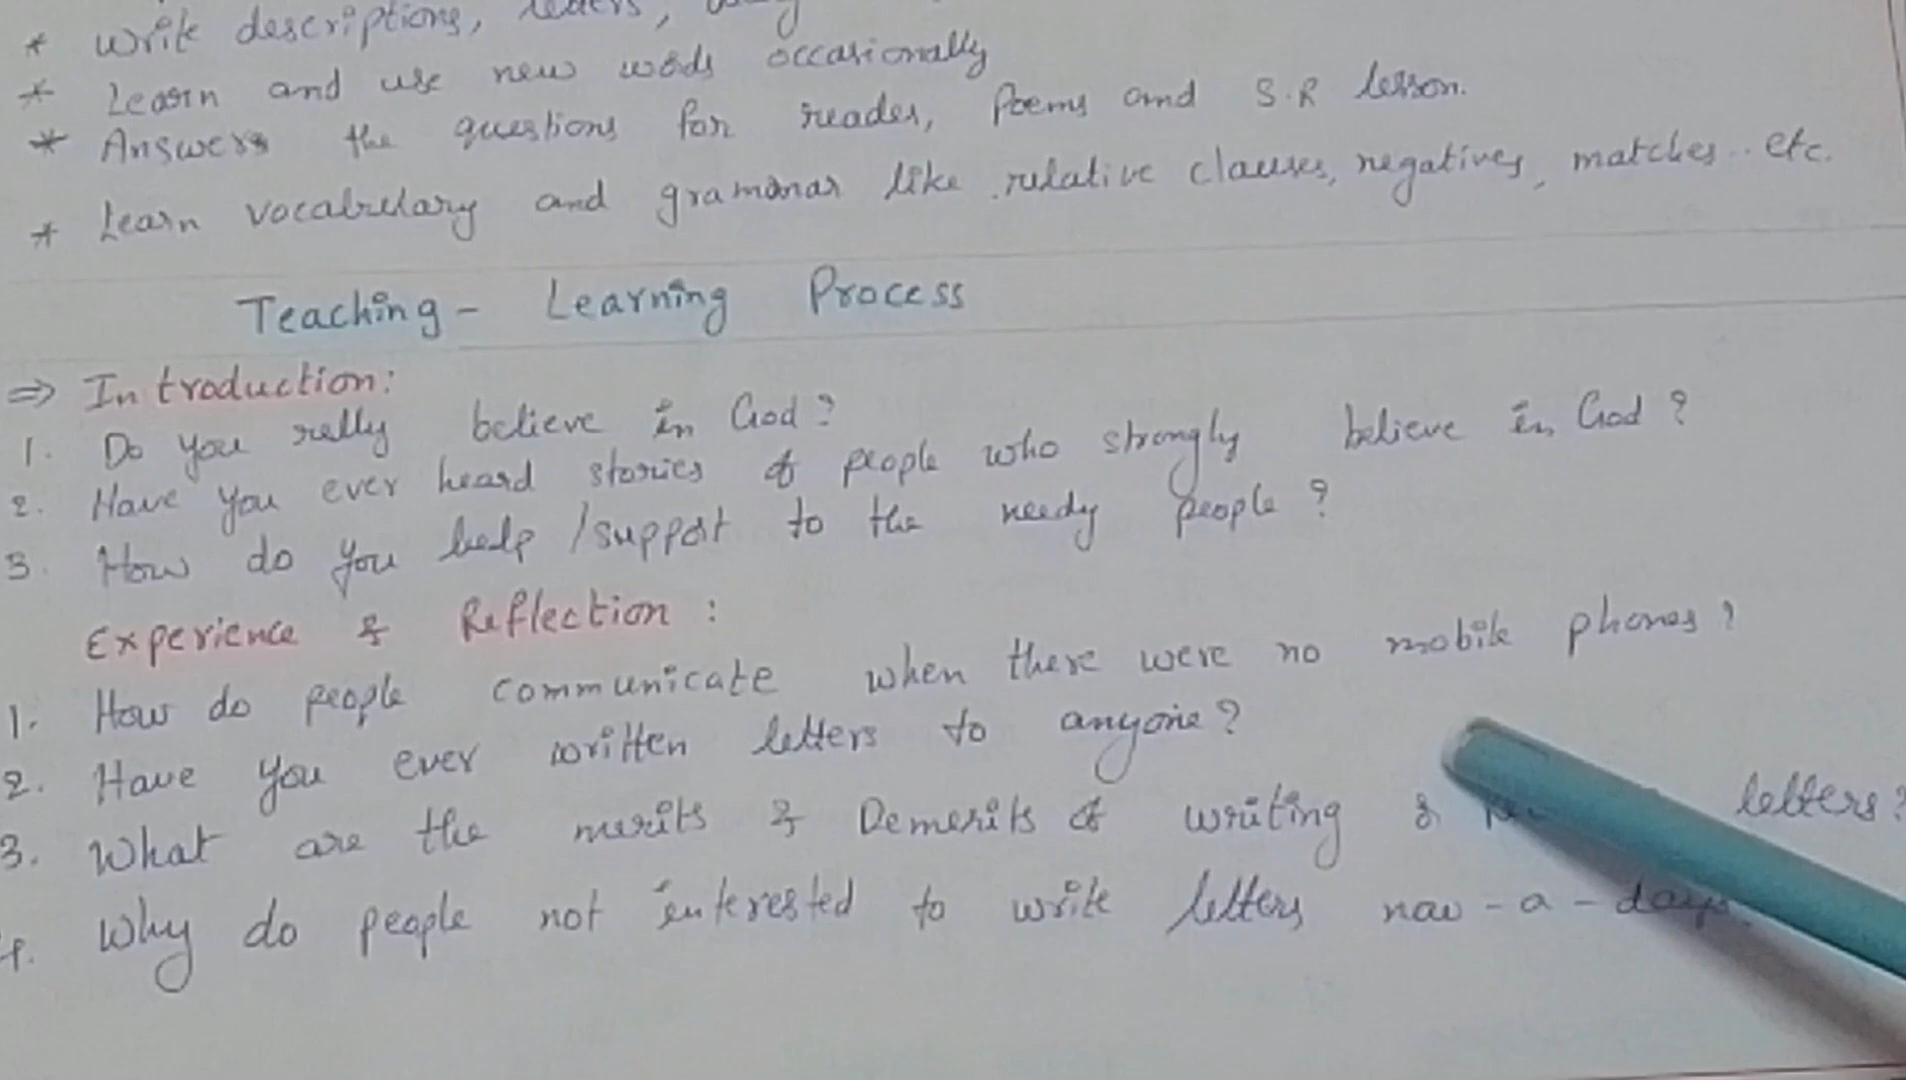 * Write descriptions, letters,
* Learn and use new words occasionally
* Answers the questions for reader, Poems and S.R lesson.
* Learn vocabulary and grammar like relative clauses, negatives, matches.. etc.
Teaching - Learning Process
⇒ Introduction:
1. Do you really believe in God?
2. Have you ever heard stories of people who strongly believe in God?
3. How do you help / support to the needy people?
Experience & Reflection:
1. How do people communicate when there were no mobile phones?
2. Have you ever written letters to anyone?
3. What are the merits & Demerits of writing & letters?
4. Why do people not interested to write letters now-a-days.